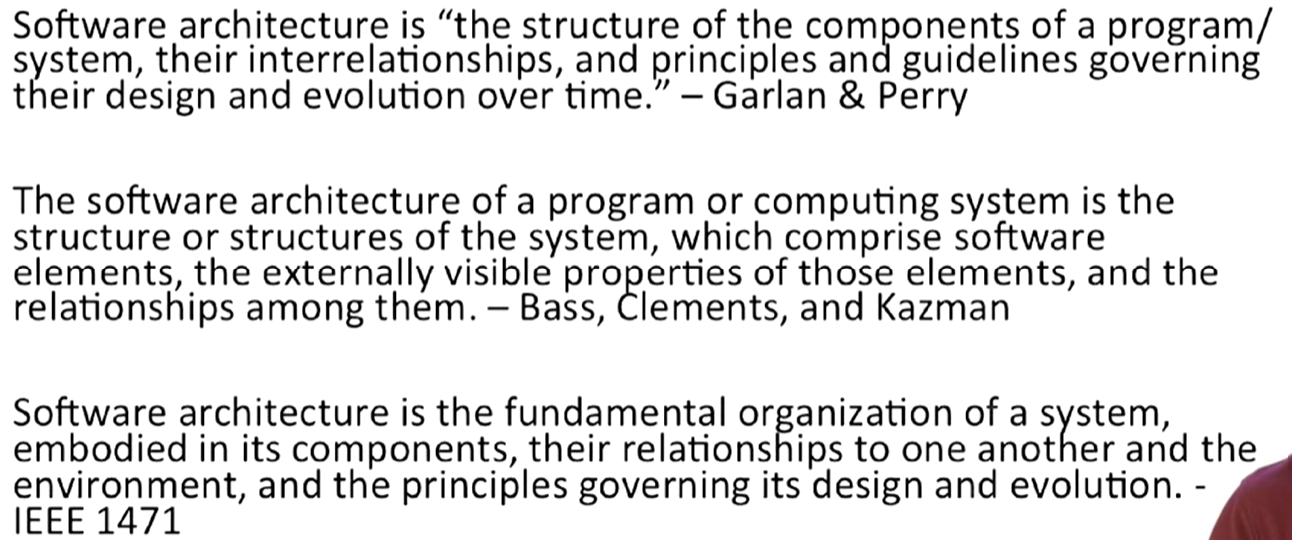 Software architecture is “the structure of the components of a program/
system, their interrelationships, and principles and guidelines governing
their design and evolution over time.” – Garlan & Perry
The software architecture of a program or computing system is the
structure or structures of the system, which comprise software
elements, the externally visible properties of those elements, and the
relationships among them. – Bass, Clements, and Kazman
Software architecture is the fundamental organization of a system,
embodied in its components, their relationships to one another and the
environment, and the principles governing its design and evolution. -
IEEE 1471